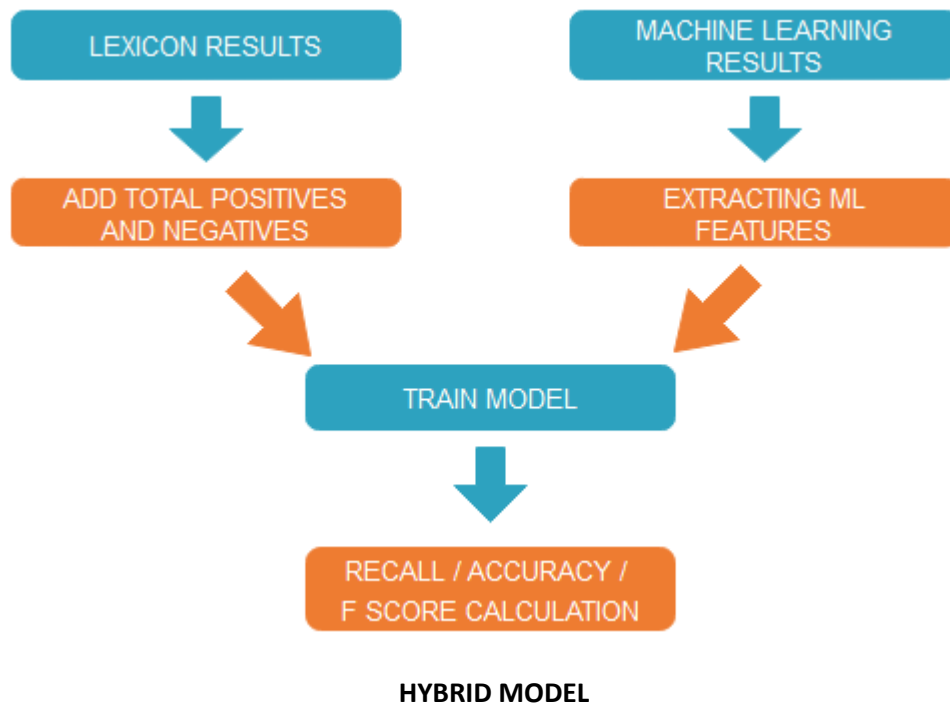 LEXICON RESULTS
MACHINE LEARNING
RESULTS
ADD TOTAL POSITIVES
AND NEGATIVES
EXTRACTING ML
FEATURES
TRAIN MODEL
RECALL / ACCURACY /
F SCORE CALCULATION
HYBRID MODEL